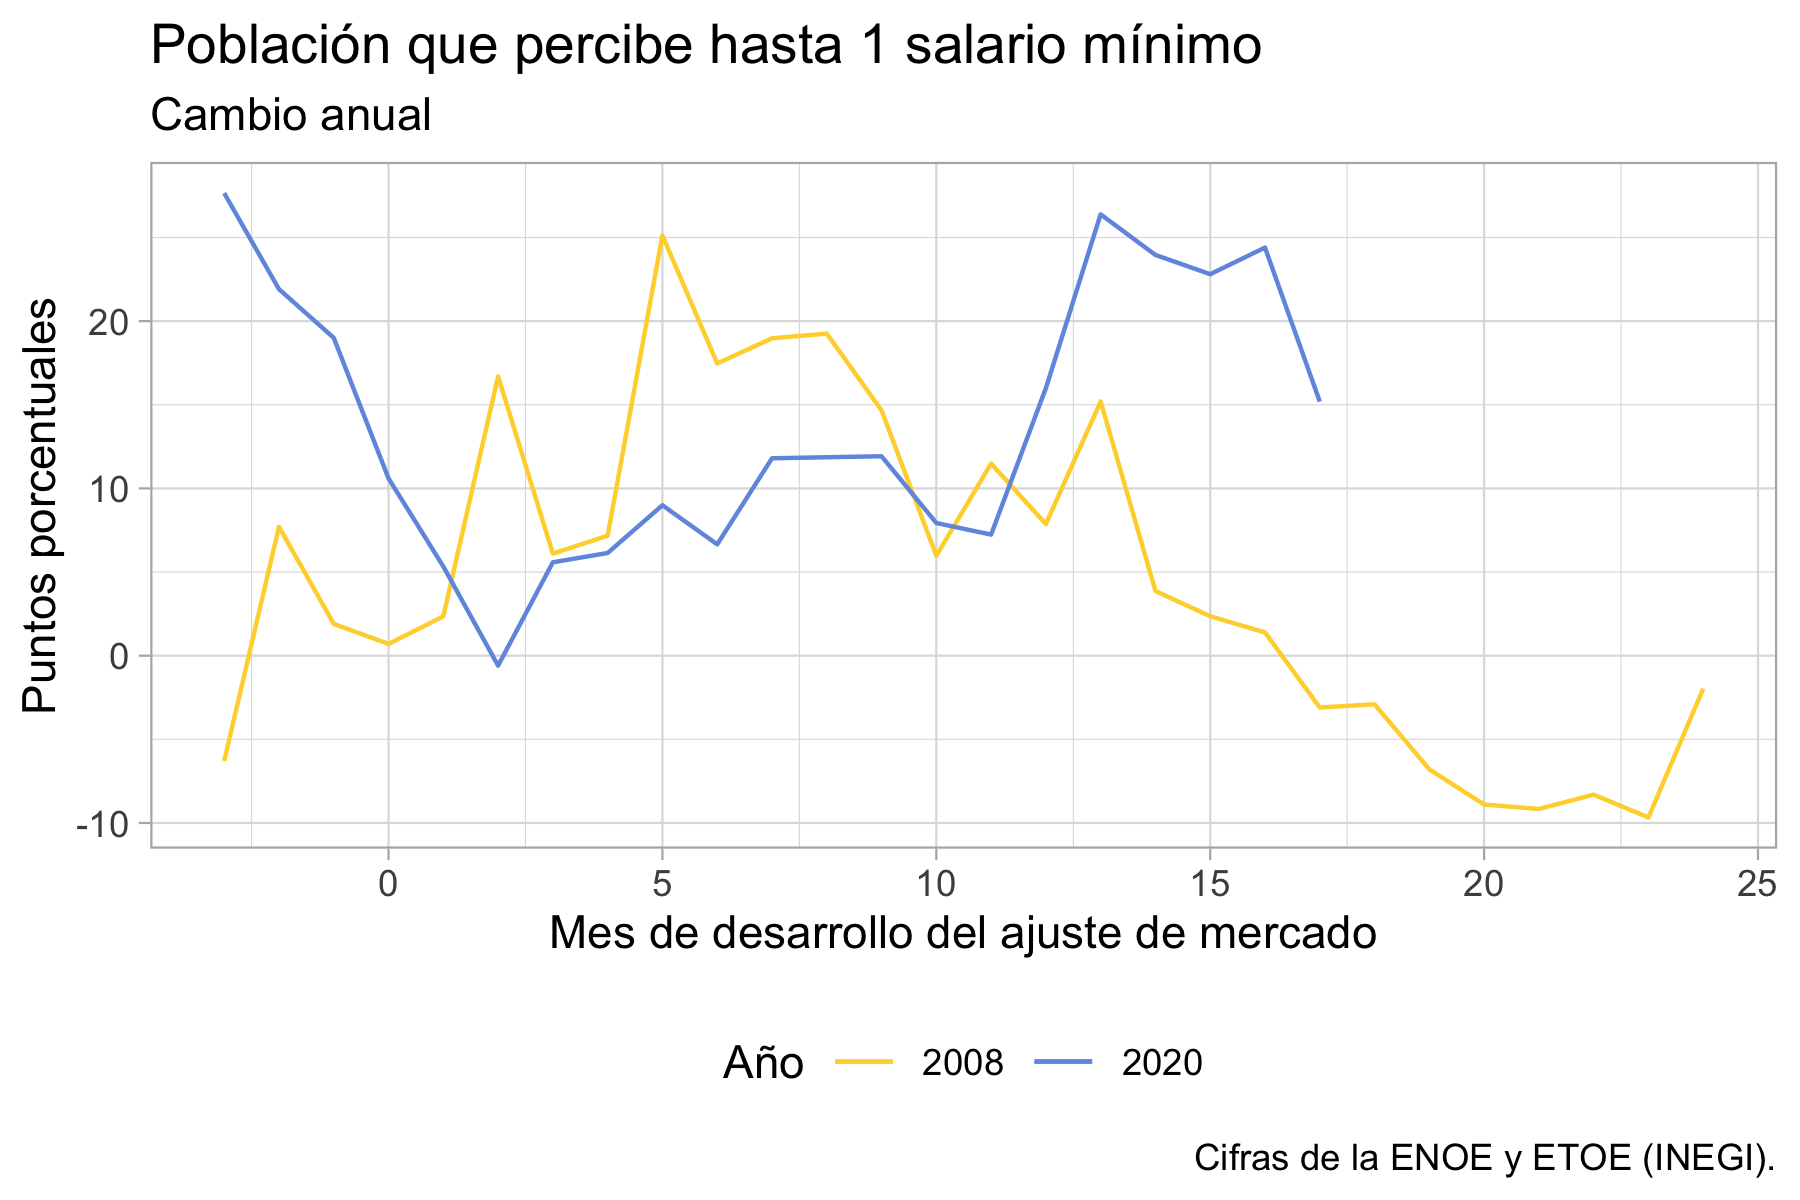 Población que percibe hasta 1 salario mínimo
Cambio anual
Puntos porcentuales
20
10
0
-10
0 5 10 15 20 25
Mes de desarrollo del ajuste de mercado
Año 2008 2020
Cifras de la ENOE y ETOE (INEGI).